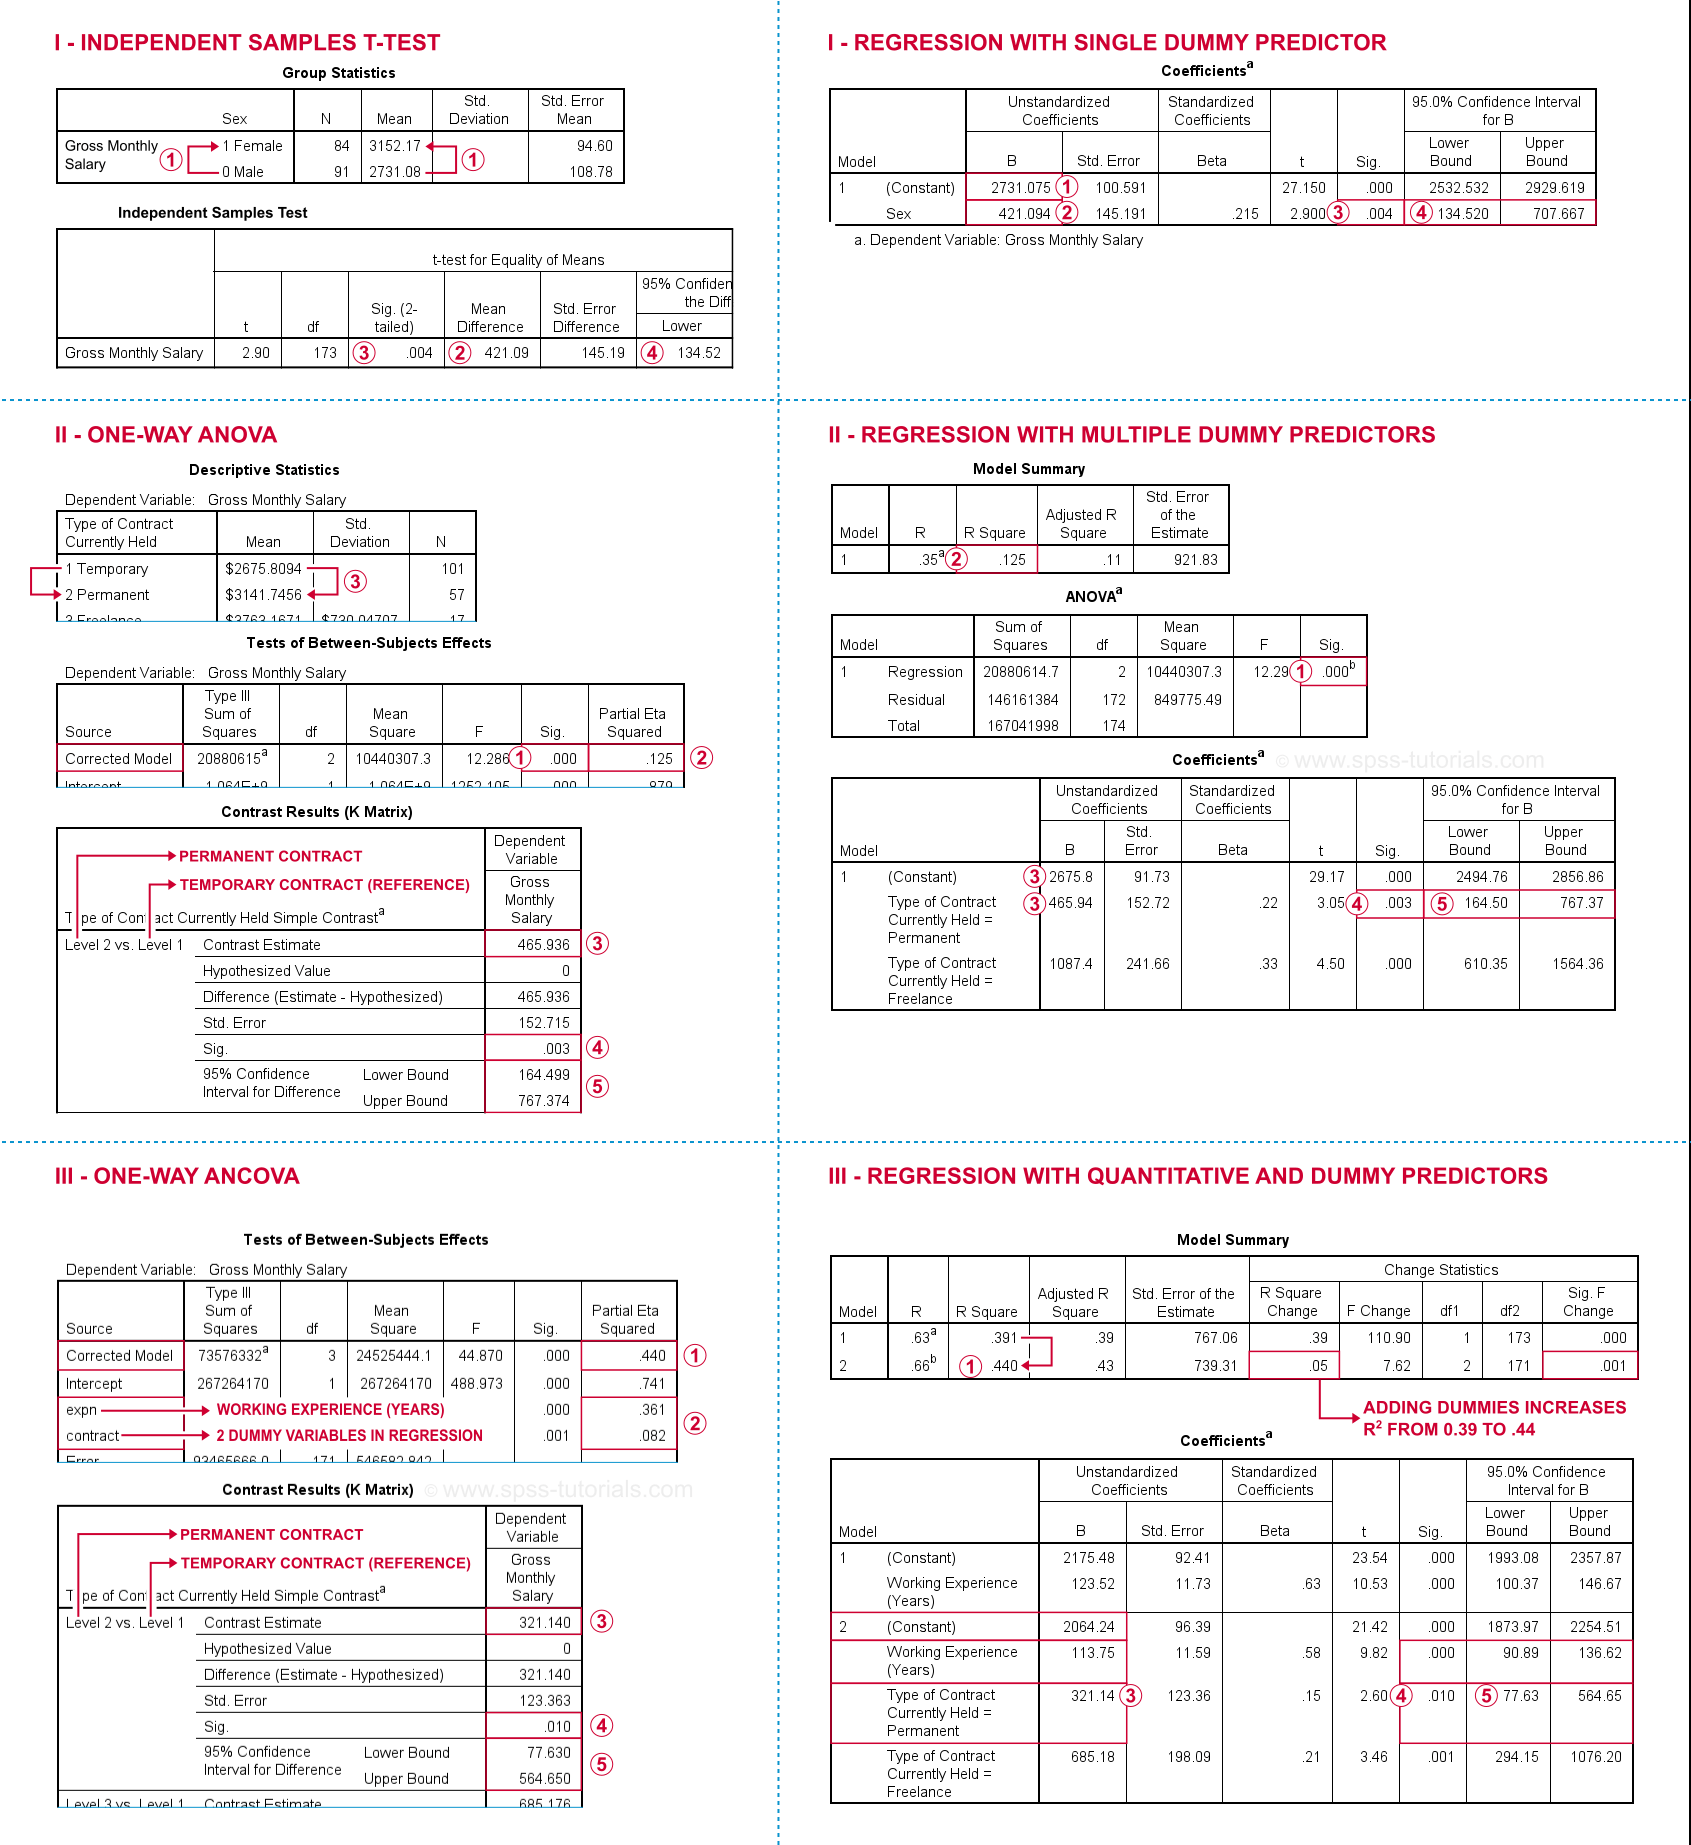 I - INDEPENDENT SAMPLES T-TEST
Group Statistics
Sex N Mean Std. Deviation Std. Error Mean
Gross Monthly Salary 1 1 Female 84 3152.17 1 94.60
0 Male 91 2731.08 108.78
Independent Samples Test
t-test for Equality of Means
95% Confiden
the Diff
t df Sig. (2-tailed) Mean Difference Std. Error Difference Lower
Gross Monthly Salary 2.90 173 3 .004 2 421.09 145.19 4 134.52
I - REGRESSION WITH SINGLE DUMMY PREDICTOR
Coefficientsa
Unstandardized Coefficients Standardized Coefficients 95.0% Confidence Interval for B
Model B Std. Error Beta t Sig. Lower Bound Upper Bound
1 (Constant) 2731.075 1 100.591 27.150 .000 2532.532 2929.619
Sex 421.094 2 145.191 .215 2.900 3 .004 4 134.520 707.667
a. Dependent Variable: Gross Monthly Salary
II - ONE-WAY ANOVA
Descriptive Statistics
Dependent Variable: Gross Monthly Salary
Type of Contract Currently Held Mean Std. Deviation N
1 Temporary $2675.8094 3 101
2 Permanent $3141.7456 57
3 Freelance $3763.1671 $730.04707 17
Tests of Between-Subjects Effects
Dependent Variable: Gross Monthly Salary
Source Type III Sum of Squares df Mean Square F Sig. Partial Eta Squared
Corrected Model 20880615a 2 10440307.3 12.286 1 .000 .125 2
Intercept 1.064E+9 1 1.064E+9 1252.105 .000 .879
Contrast Results (K Matrix)
Dependent Variable
PERMANENT CONTRACT
TEMPORARY CONTRACT (REFERENCE)
Gross Monthly Salary
Type of Contract Currently Held Simple Contrasta
Level 2 vs. Level 1 Contrast Estimate 465.936 3
Hypothesized Value 0
Difference (Estimate - Hypothesized) 465.936
Std. Error 152.715
Sig. .003 4
95% Confidence Interval for Difference Lower Bound 164.499 5
Upper Bound 767.374
II - REGRESSION WITH MULTIPLE DUMMY PREDICTORS
Model Summary
Model R R Square Adjusted R Square Std. Error of the Estimate
1 .35a 2 .125 .11 921.83
ANOVAa
Model Sum of Squares df Mean Square F Sig.
1 Regression 20880614.7 2 10440307.3 12.29 1 .000b
Residual 146161384 172 849775.49
Total 167041998 174
Coefficientsa © www.spss-tutorials.com
Unstandardized Coefficients Standardized Coefficients 95.0% Confidence Interval for B
Model B Std. Error Beta t Sig. Lower Bound Upper Bound
1 (Constant) 3 2675.8 91.73 29.17 .000 2494.76 2856.86
Type of Contract Currently Held = Permanent 3 465.94 152.72 .22 3.05 4 .003 5 164.50 767.37
Type of Contract Currently Held = Freelance 1087.4 241.66 .33 4.50 .000 610.35 1564.36
III - ONE-WAY ANCOVA
Tests of Between-Subjects Effects
Dependent Variable: Gross Monthly Salary
Source Type III Sum of Squares df Mean Square F Sig. Partial Eta Squared
Corrected Model 73576332a 3 24525444.1 44.870 .000 .440 1
Intercept 267264170 1 267264170 488.973 .000 .741
expn WORKING EXPERIENCE (YEARS) .000 .361 2
contract 2 DUMMY VARIABLES IN REGRESSION .001 .082
Error 93465666.0 171 546582.842
Contrast Results (K Matrix) © www.spss-tutorials.com
Dependent Variable
PERMANENT CONTRACT
TEMPORARY CONTRACT (REFERENCE)
Gross Monthly Salary
Type of Contract Currently Held Simple Contrasta
Level 2 vs. Level 1 Contrast Estimate 321.140 3
Hypothesized Value 0
Difference (Estimate - Hypothesized) 321.140
Std. Error 123.363
Sig. .010 4
95% Confidence Interval for Difference Lower Bound 77.630 5
Upper Bound 564.650
Level 3 vs. Level 1 Contrast Estimate 685.176
III - REGRESSION WITH QUANTITATIVE AND DUMMY PREDICTORS
Model Summary
Change Statistics
Model R R Square Adjusted R Square Std. Error of the Estimate R Square Change F Change df1 df2 Sig. F Change
1 .63a .391 .39 767.06 .39 110.90 1 173 .000
2 .66b 1 .440 .43 739.31 .05 7.62 2 171 .001
ADDING DUMMIES INCREASES
R2 FROM 0.39 TO .44
Coefficientsa
Unstandardized Coefficients Standardized Coefficients 95.0% Confidence Interval for B
Model B Std. Error Beta t Sig. Lower Bound Upper Bound
1 (Constant) 2175.48 92.41 23.54 .000 1993.08 2357.87
Working Experience (Years) 123.52 11.73 .63 10.53 .000 100.37 146.67
2 (Constant) 2064.24 96.39 21.42 .000 1873.97 2254.51
Working Experience (Years) 113.75 11.59 .58 9.82 .000 90.89 136.62
Type of Contract Currently Held = Permanent 321.14 3 123.36 .15 2.60 4 .010 5 77.63 564.65
Type of Contract Currently Held = Freelance 685.18 198.09 .21 3.46 .001 294.15 1076.20